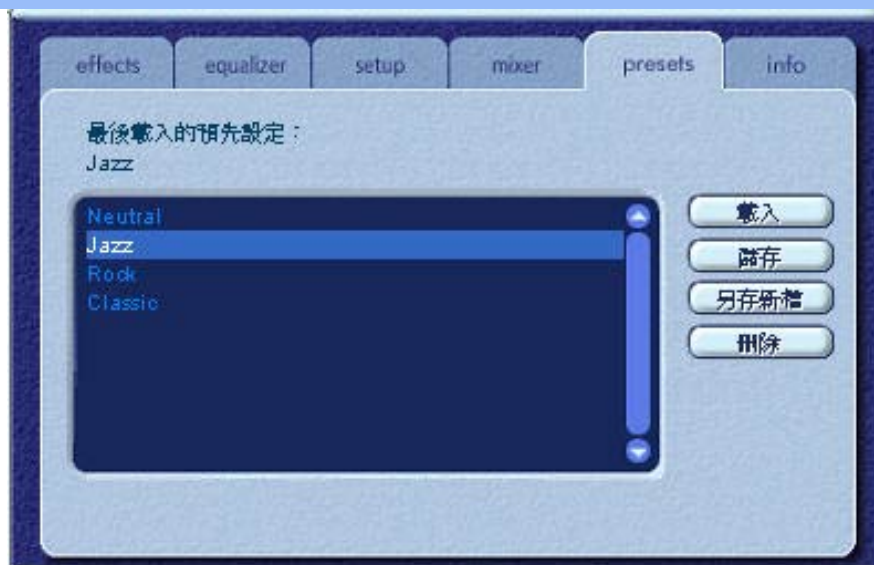 effects equalizer setup mixer presets info
最後載入的預先設定：
Jazz
Neutral
Jazz
Rock
Classic
載入
儲存
另存新檔
刪除